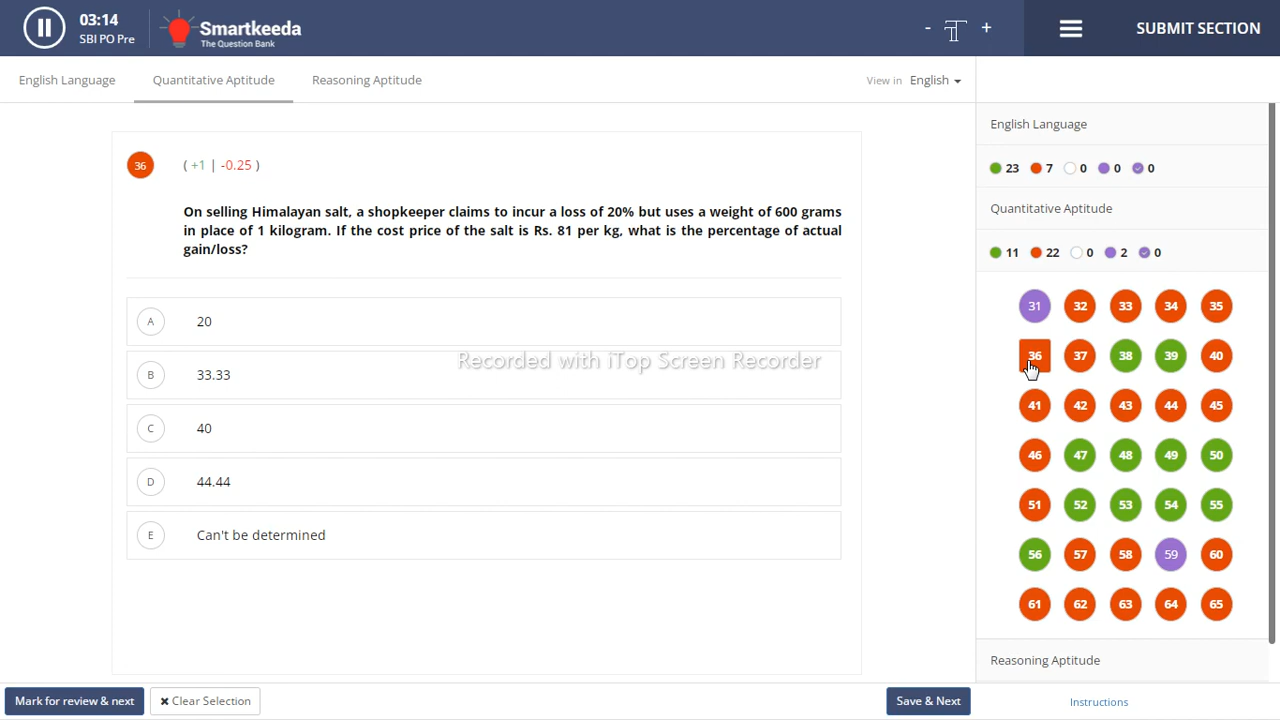 03:14
SBI PO Pre
Smartkeeda
The Question Bank
- T +
SUBMIT SECTION
English Language
Quantitative Aptitude
Reasoning Aptitude
View in English
36
( +1 | -0.25 )
On selling Himalayan salt, a shopkeeper claims to incur a loss of 20% but uses a weight of 600 grams
in place of 1 kilogram. If the cost price of the salt is Rs. 81 per kg, what is the percentage of actual
gain/loss?
A 20
B 33.33
C 40
D 44.44
E Can't be determined
Recorded with iTop Screen Recorder
Mark for review & next
Clear Selection
Save & Next
English Language
23 7 0 0 0
Quantitative Aptitude
11 22 0 2 0
31 32 33 34 35
36 37 38 39 40
41 42 43 44 45
46 47 48 49 50
51 52 53 54 55
56 57 58 59 60
61 62 63 64 65
Reasoning Aptitude
Instructions